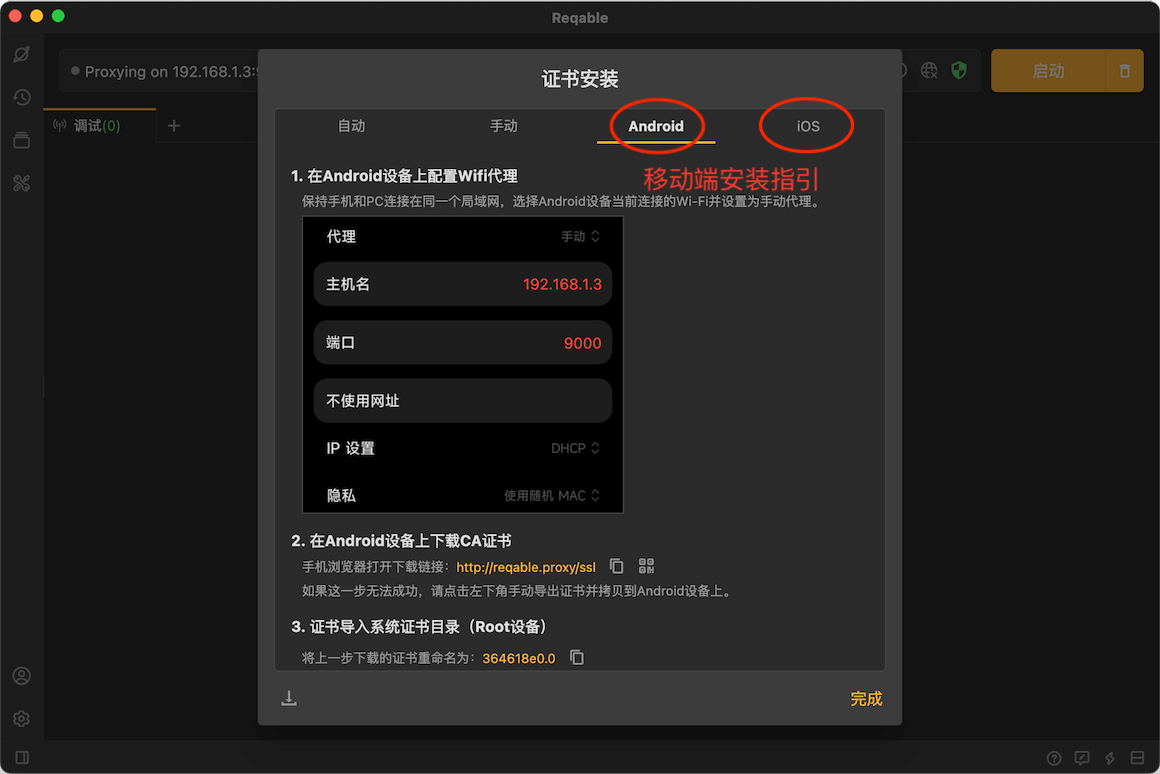 Reqable
Proxying on 192.168.1.3:9
启动
调试(0)
证书安装
自动
手动
Android
iOS
移动端安装指引
1. 在Android设备上配置Wifi代理
保持手机和PC连接在同一个局域网，选择Android设备当前连接的Wi-Fi并设置为手动代理。
代理
手动
主机名
192.168.1.3
端口
9000
不使用网址
IP 设置
DHCP
隐私
使用随机 MAC
2. 在Android设备上下载CA证书
手机浏览器打开下载链接：http://reqable.proxy/ssl
如果这一步无法成功，请点击左下角手动导出证书并拷贝到Android设备上。
3. 证书导入系统证书目录（Root设备）
将上一步下载的证书重命名为：364618e0.0
完成